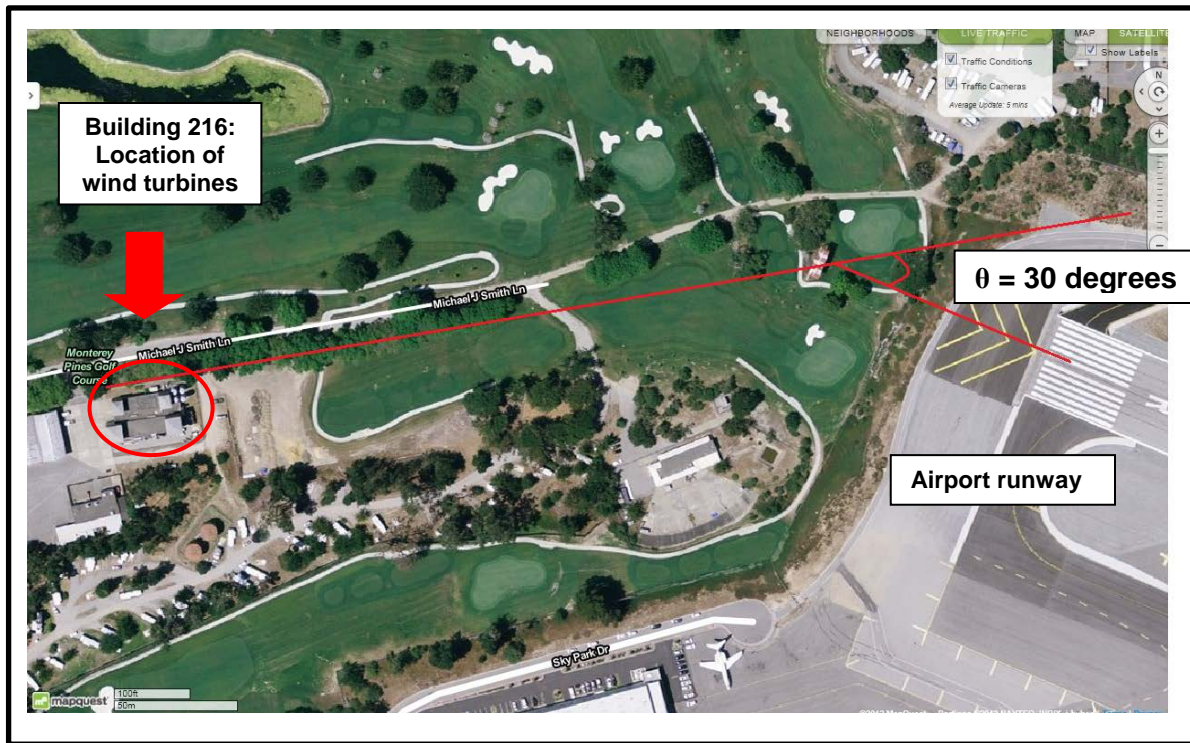 NEIGHBORHOODS
LIVE TRAFFIC
MAP
SATELLITE
Show Labels
Traffic Conditions
Traffic Cameras
Average Update: 5 mins
N
Building 216:
Location of
wind turbines
θ = 30 degrees
Michael J Smith Ln
Michael J Smith Ln
Monterey
Pines Golf
Course
Airport runway
Sky Park Dr
mapquest
100ft
50m